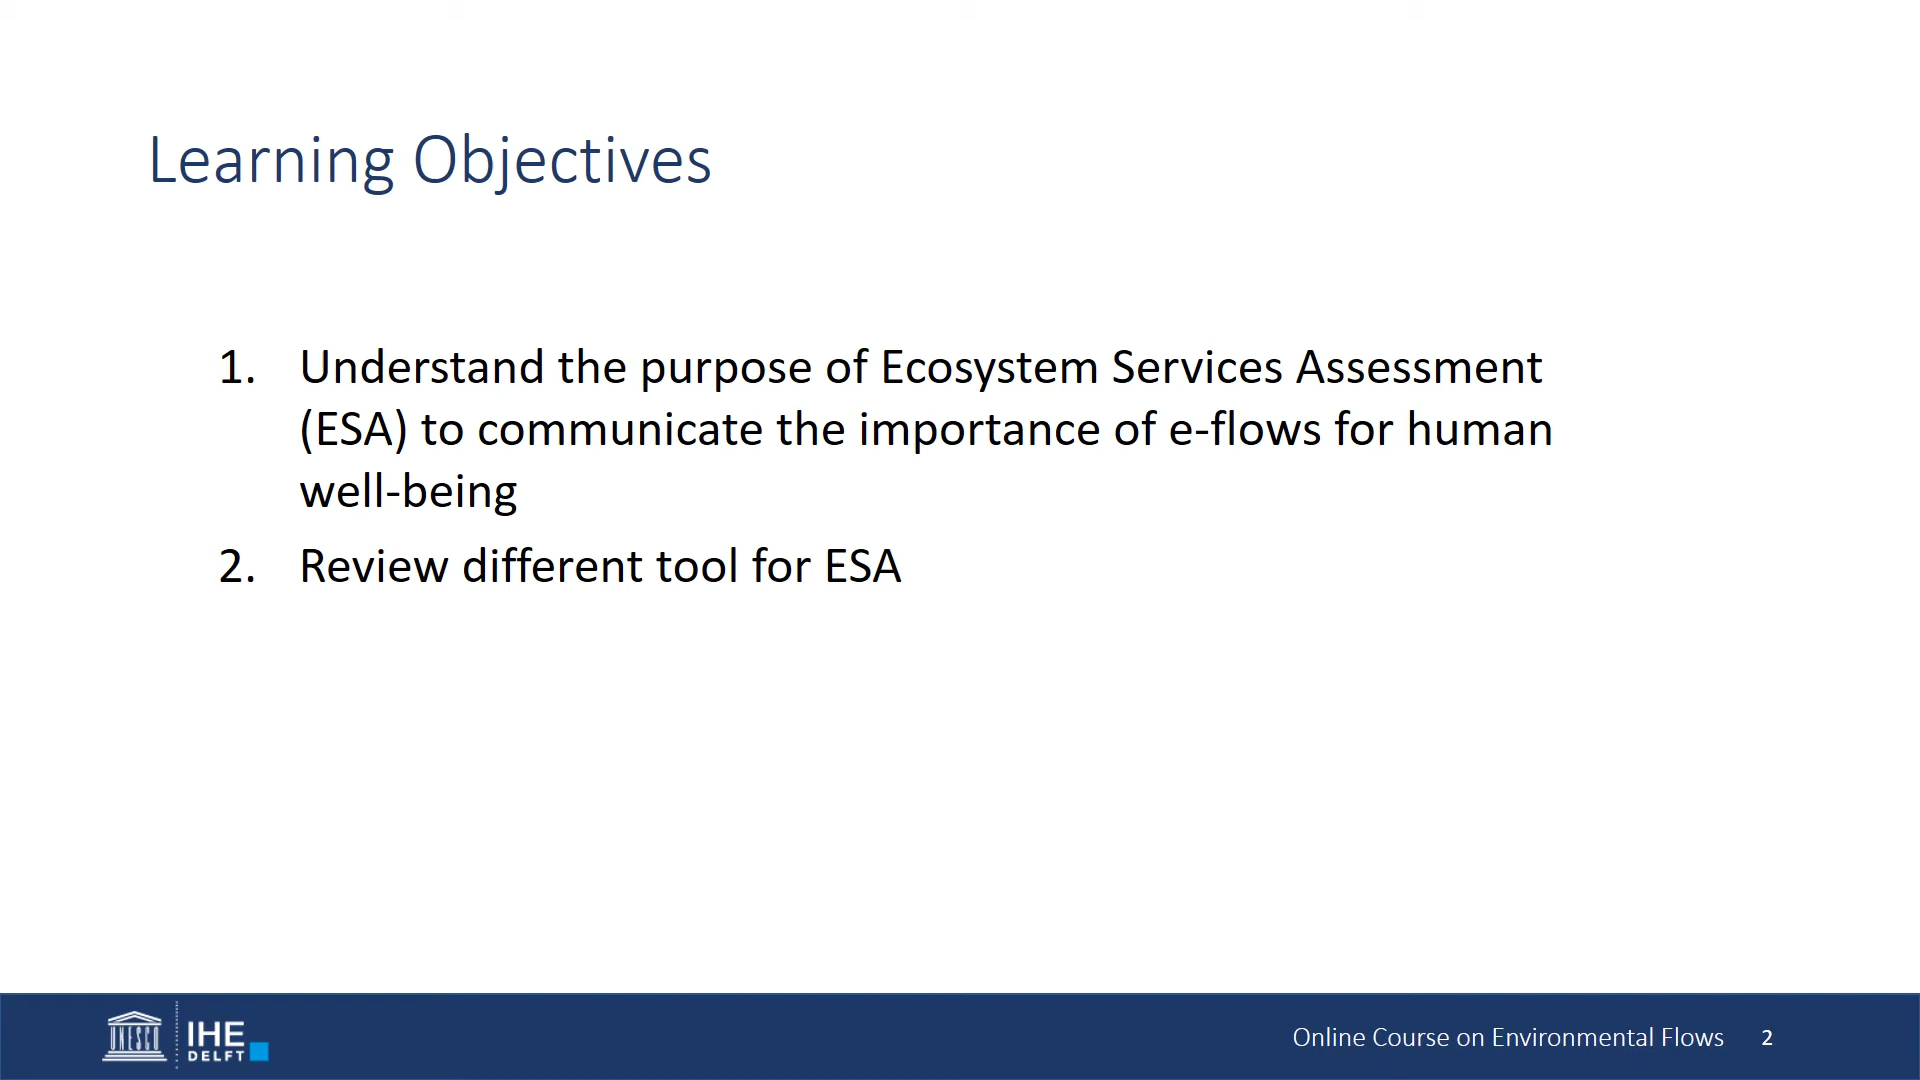 Learning Objectives
1. Understand the purpose of Ecosystem Services Assessment
(ESA) to communicate the importance of e-flows for human
well-being
2. Review different tool for ESA
UNESCO
IHE
DELFT
Online Course on Environmental Flows 2